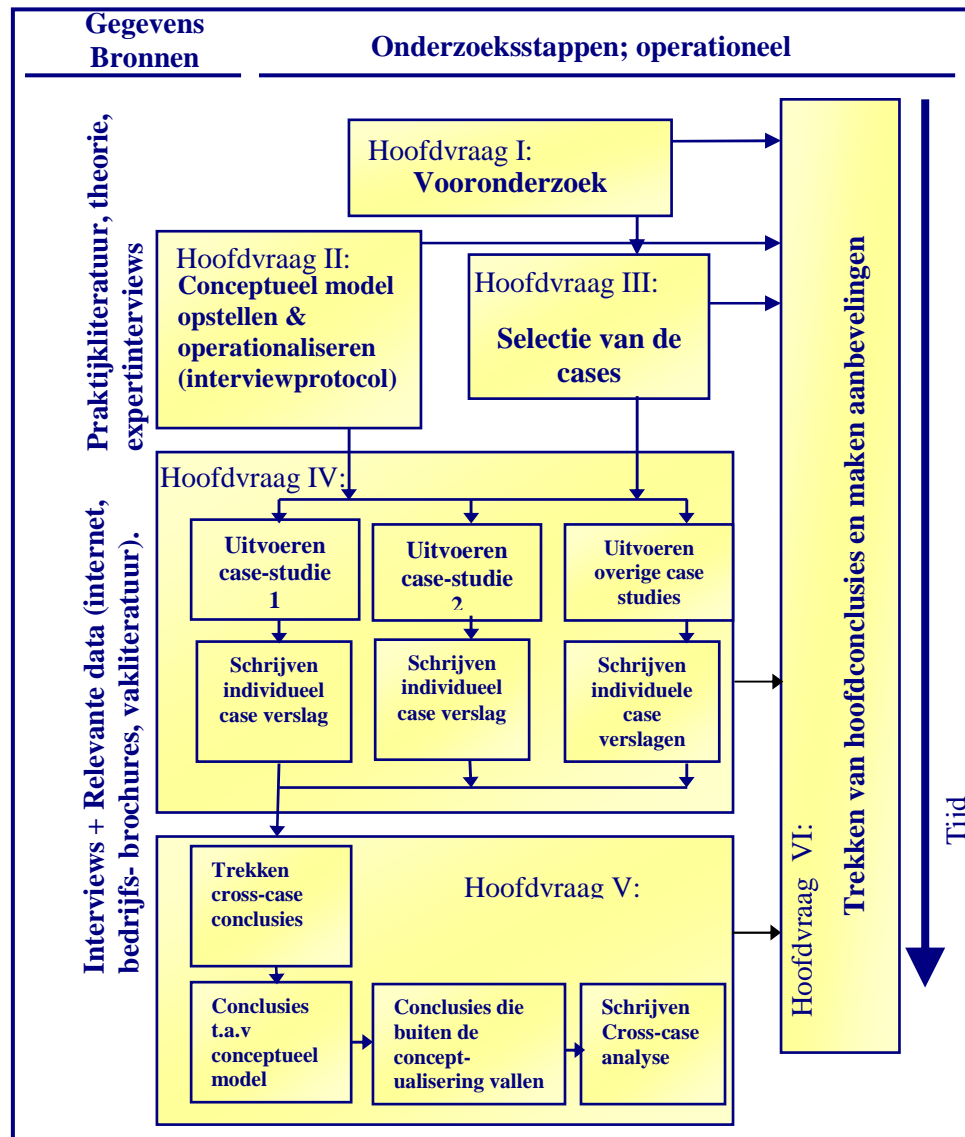 Gegevens
Bronnen
Onderzoeksstappen; operationeel
Praktijkliteratuur, theorie,
expertinterviews
Hoofdvraag I:
Vooronderzoek
Hoofdvraag II:
Conceptueel model
opstellen &
operationaliseren
(interviewprotocol)
Hoofdvraag III:
Selectie van de
cases
Interviews + Relevante data (internet,
bedrijfs- brochures, vakliteratuur).
Hoofdvraag IV:
Uitvoeren
case-studie
1
Uitvoeren
case-studie
2
Uitvoeren
overige case
studies
Schrijven
individueel
case verslag
Schrijven
individueel
case verslag
Schrijven
individuele
case
verslagen
Hoofdvraag V:
Trekken
cross-case
conclusies
Conclusies
t.a.v
conceptueel
model
Conclusies die
buiten de
concept-
ualisering vallen
Schrijven
Cross-case
analyse
Hoofdvraag VI:
Trekken van hoofdconclusies en maken aanbevelingen
Tijd